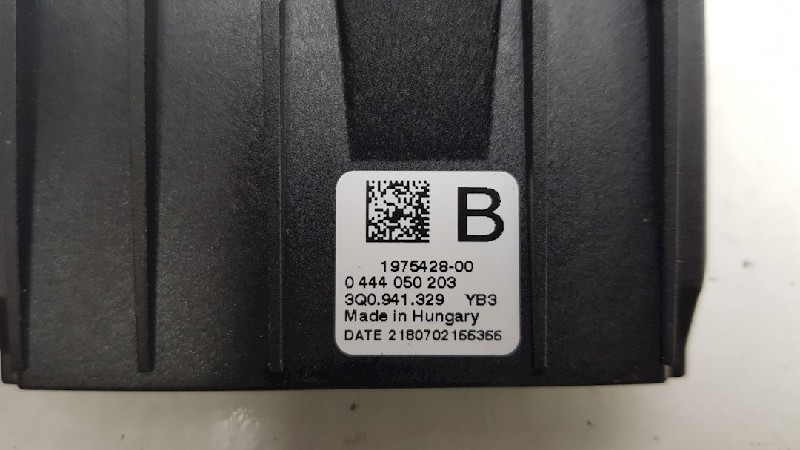 B
1975428-00
0 444 050 203
3Q0.941.329 YB3
Made in Hungary
DATE 2180702155355